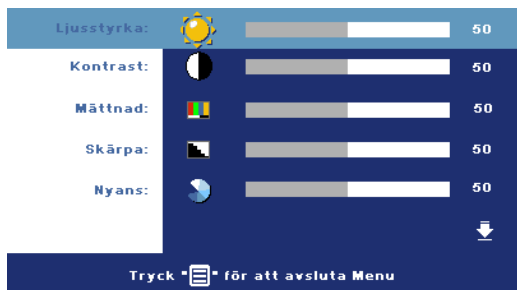 Ljusstyrka: 50
Kontrast: 50
Mättnad: 50
Skärpa: 50
Nyans: 50
Tryck "" för att avsluta Menu